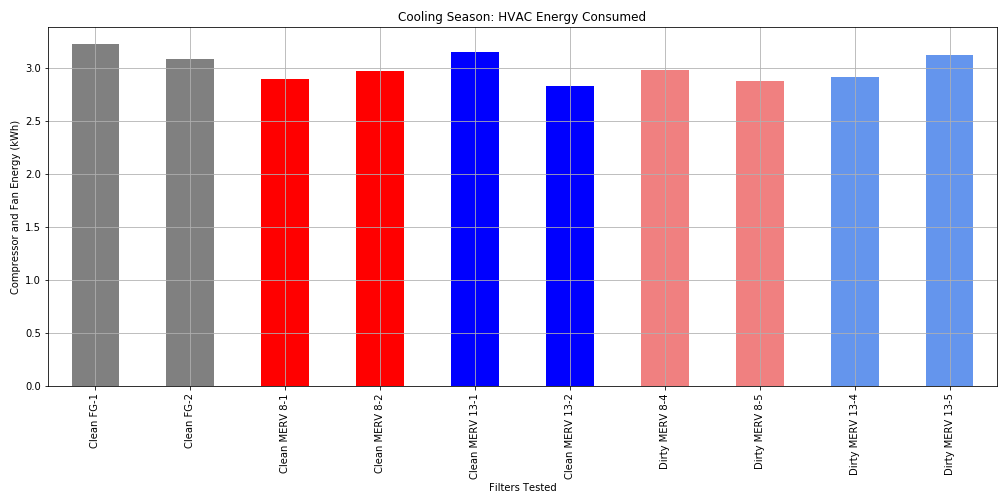 Cooling Season: HVAC Energy Consumed
Compressor and Fan Energy (kWh)
3.0
2.5
2.0
1.5
1.0
0.5
0.0
Clean FG-1
Clean FG-2
Clean MERV 8-1
Clean MERV 8-2
Clean MERV 13-1
Clean MERV 13-2
Dirty MERV 8-4
Dirty MERV 8-5
Dirty MERV 13-4
Dirty MERV 13-5
Filters Tested